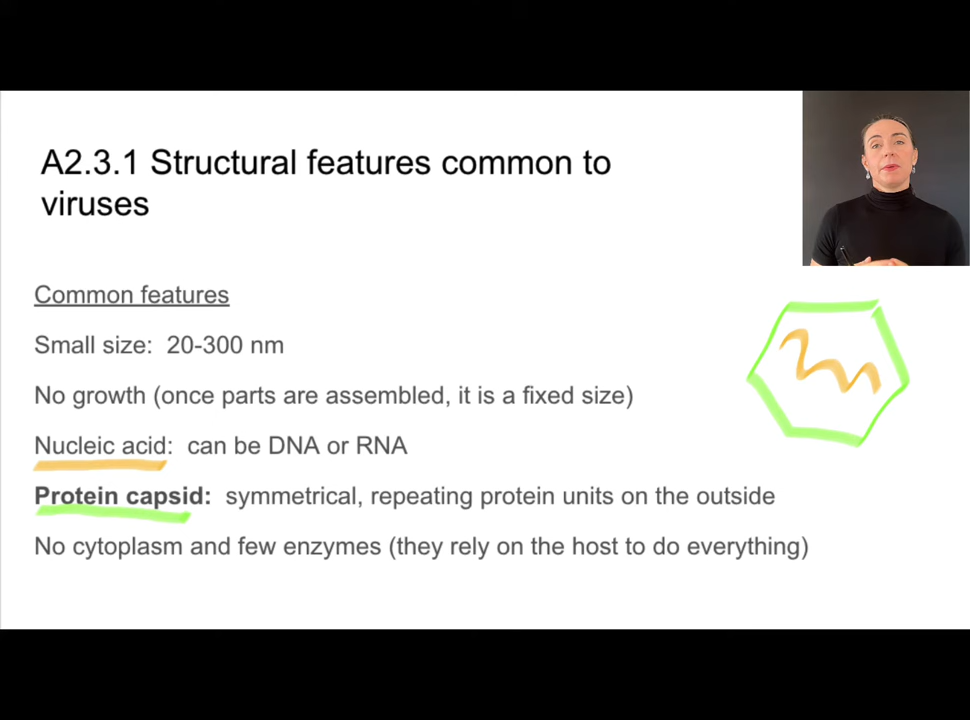 A2.3.1 Structural features common to
viruses
Common features
Small size:  20-300 nm
No growth (once parts are assembled, it is a fixed size)
Nucleic acid:  can be DNA or RNA
Protein capsid:  symmetrical, repeating protein units on the outside
No cytoplasm and few enzymes (they rely on the host to do everything)